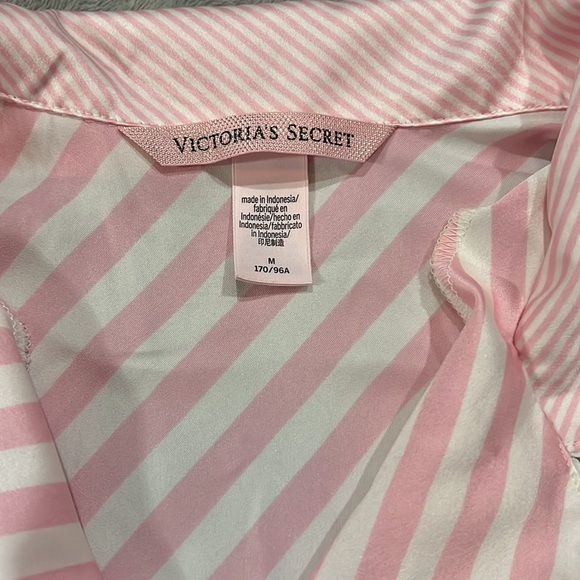 VICTORIA'S SECRET
made in Indonesia/
fabriqué en
Indonésie/hecho en
Indonesia/fabbricato
in Indonesia/
印尼制造
M
170/96A